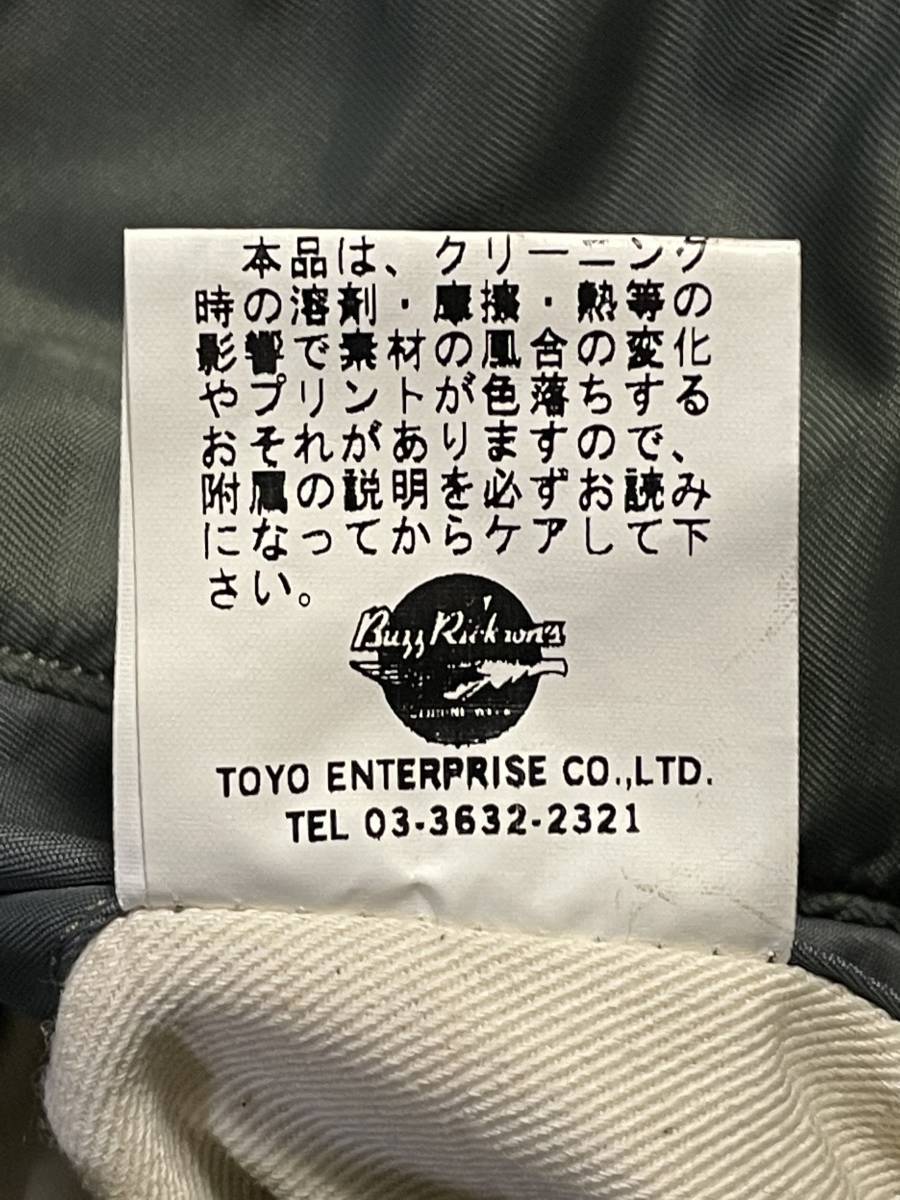 本品は、クリーニング
時の溶剤・摩擦・熱等の
影響で素材の風合の変化
やプリントが色落ちする
おそれがありますので、
附属の説明を必ずお読み
になってからケアして下
さい。
Buzz Rickson's
TOYO ENTERPRISE CO.,LTD.
TEL 03-3632-2321